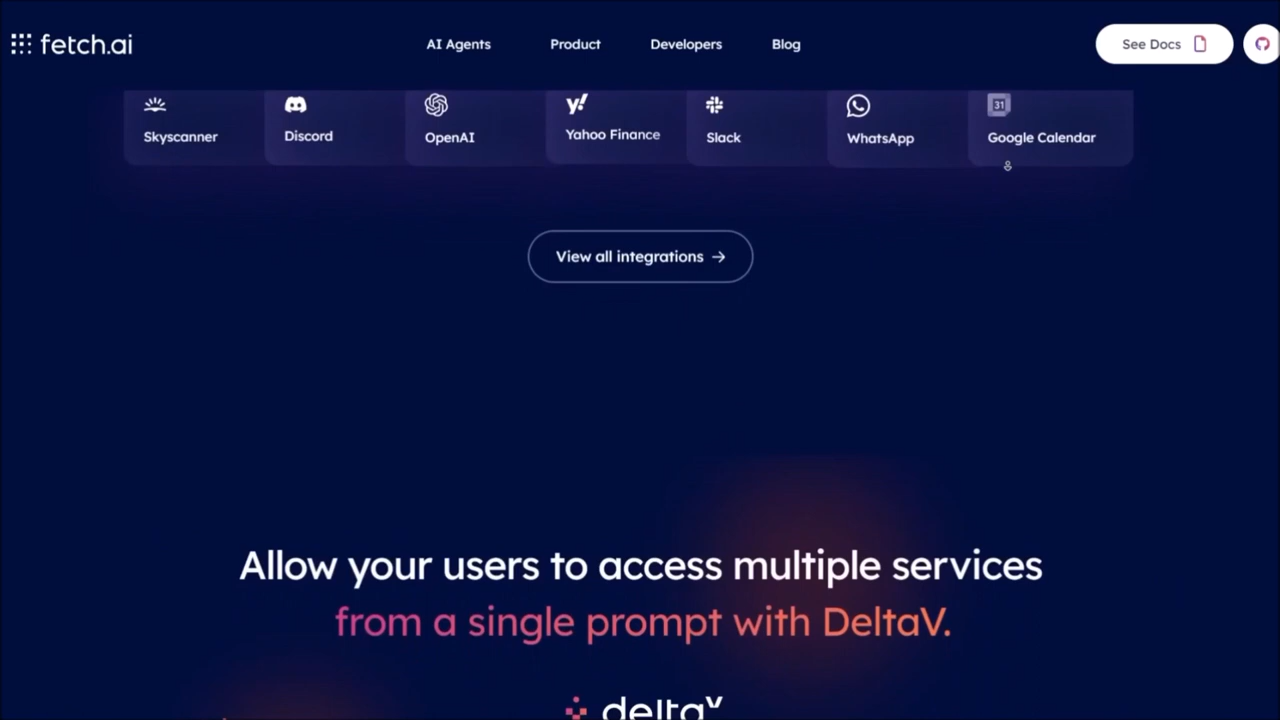 fetch.ai
AI Agents
Product
Developers
Blog
See Docs
Skyscanner
Discord
OpenAI
y!
Yahoo Finance
Slack
WhatsApp
31
Google Calendar
View all integrations →
Allow your users to access multiple services
from a single prompt with DeltaV.
deltaV